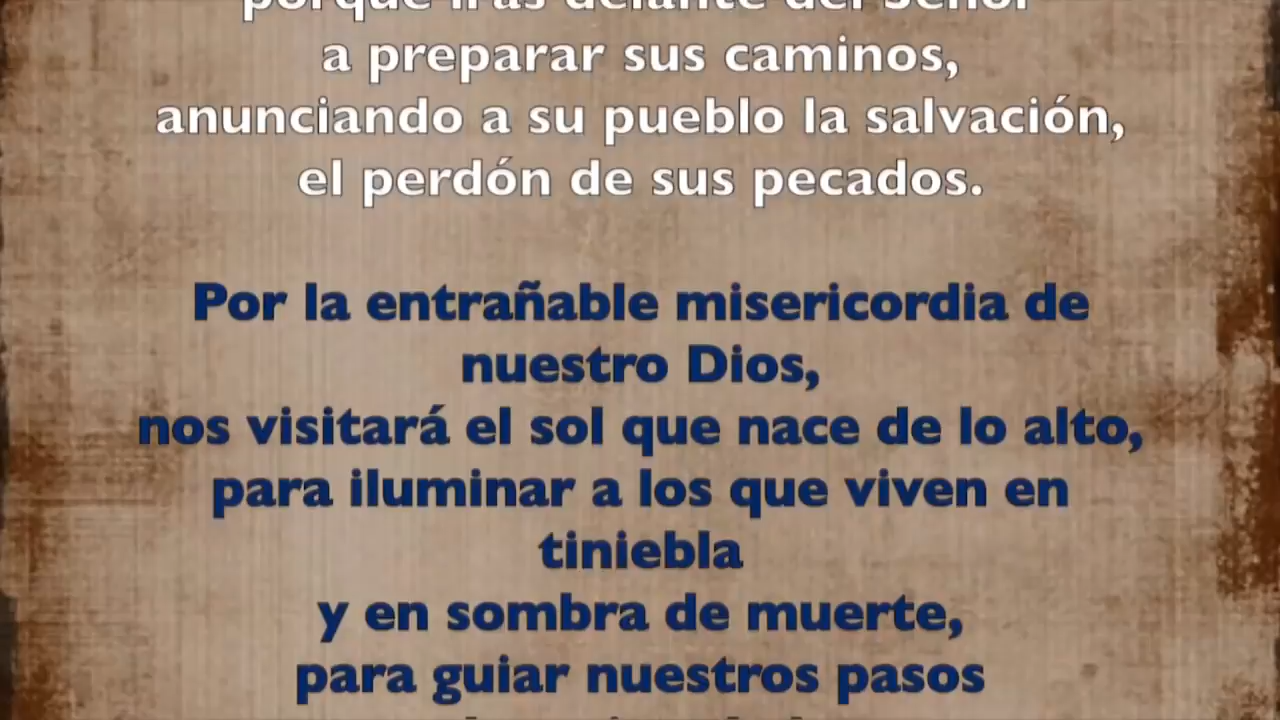 porque irás delante del Señor
a preparar sus caminos,
anunciando a su pueblo la salvación,
el perdón de sus pecados.
Por la entrañable misericordia de
nuestro Dios,
nos visitará el sol que nace de lo alto,
para iluminar a los que viven en
tiniebla
y en sombra de muerte,
para guiar nuestros pasos